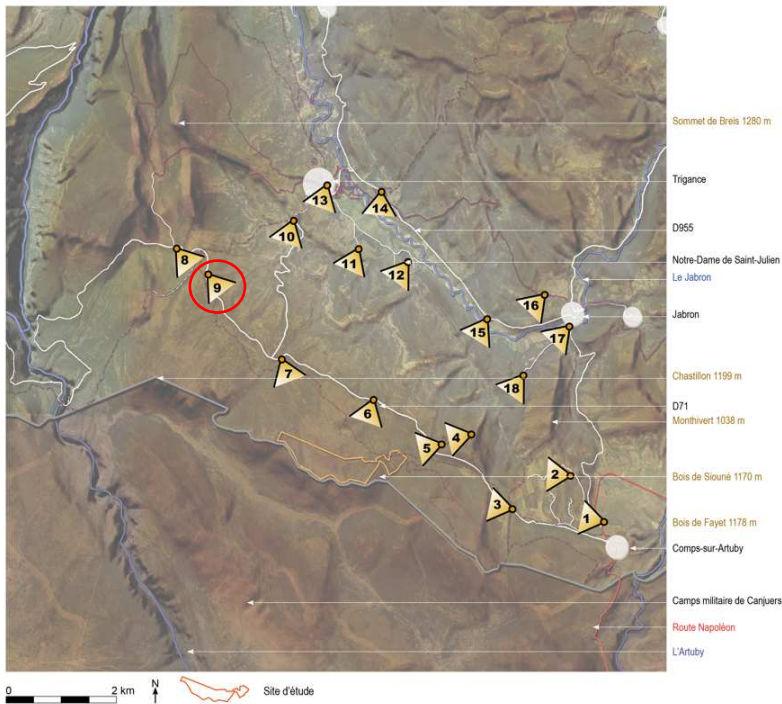 Sommet de Breis 1280 m
Trigance
13
14
D955
10
8
11
12
Notre-Dame de Saint-Julien
9
Le Jabron
16
Jabron
15
17
7
18
Chastillon 1199 m
6
D71
Monthivert 1038 m
5
4
2
Bois de Siouné 1170 m
3
1
Bois de Fayet 1178 m
Comps-sur-Artuby
Camps militaire de Canjuers
Route Napoléon
L'Artuby
0 2 km
N
Site d'étude